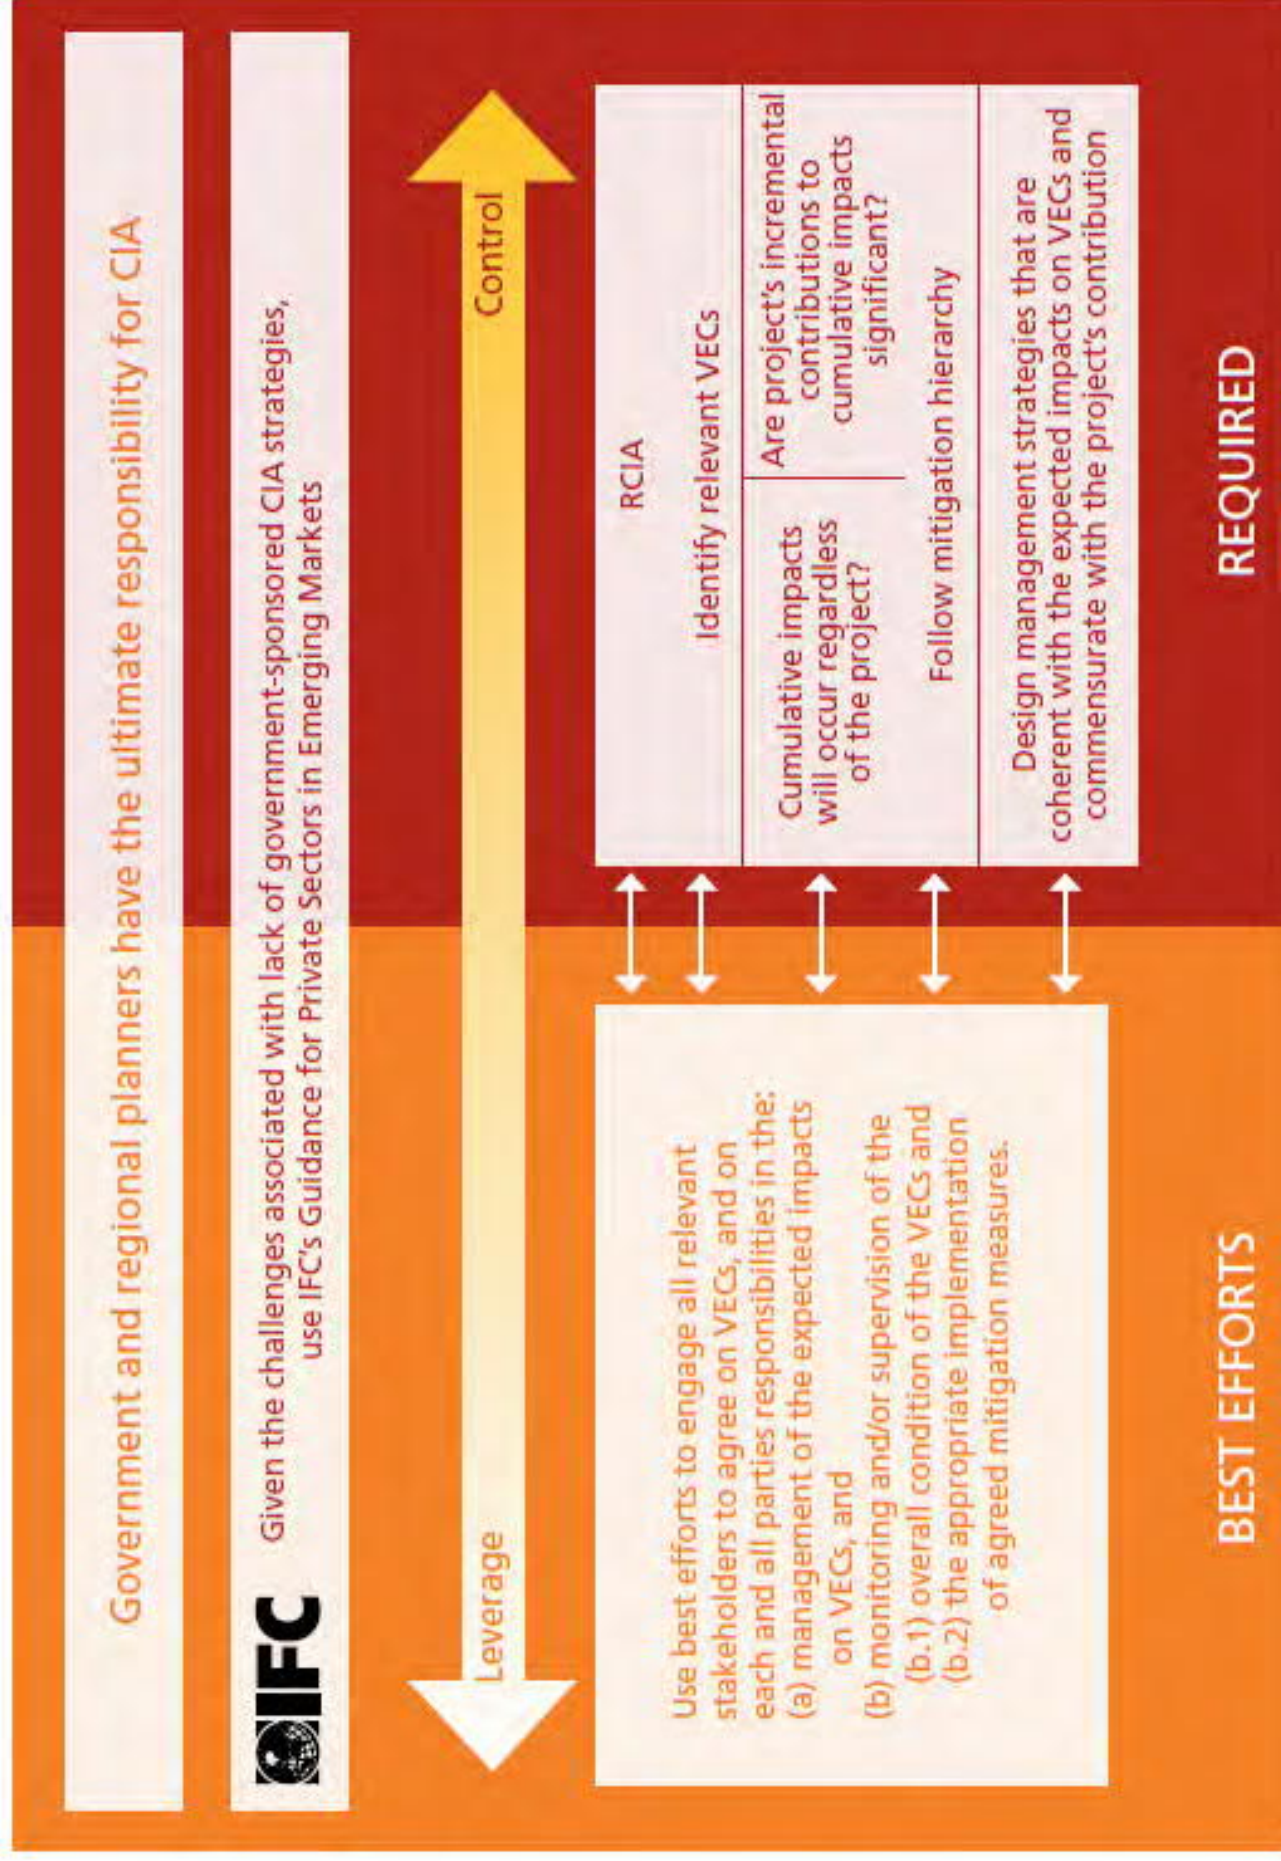 Government and regional planners have the ultimate responsibility for CIA
IFC
Given the challenges associated with lack of government-sponsored CIA strategies,
use IFC's Guidance for Private Sectors in Emerging Markets
Leverage
Control
Use best efforts to engage all relevant
stakeholders to agree on VECs, and on
each and all parties responsibilities in the:
(a) management of the expected impacts
on VECs, and
(b) monitoring and/or supervision of the
(b.1) overall condition of the VECs and
(b.2) the appropriate implementation
of agreed mitigation measures.
RCIA
Identify relevant VECs
Cumulative impacts
will occur regardless
of the project?
Are project's incremental
contributions to
cumulative impacts
significant?
Follow mitigation hierarchy
Design management strategies that are
coherent with the expected impacts on VECs and
commensurate with the project's contribution
BEST EFFORTS
REQUIRED